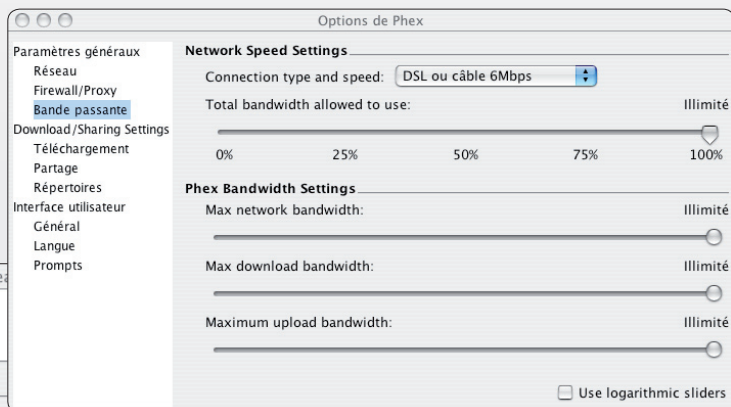 Options de Phex
Paramètres généraux
Réseau
Firewall/Proxy
Bande passante
Download/Sharing Settings
Téléchargement
Partage
Répertoires
Interface utilisateur
Général
Langue
Prompts
Network Speed Settings
Connection type and speed: DSL ou câble 6Mbps
Total bandwidth allowed to use: Illimité
0% 25% 50% 75% 100%
Phex Bandwidth Settings
Max network bandwidth: Illimité
Max download bandwidth: Illimité
Maximum upload bandwidth: Illimité
Use logarithmic sliders